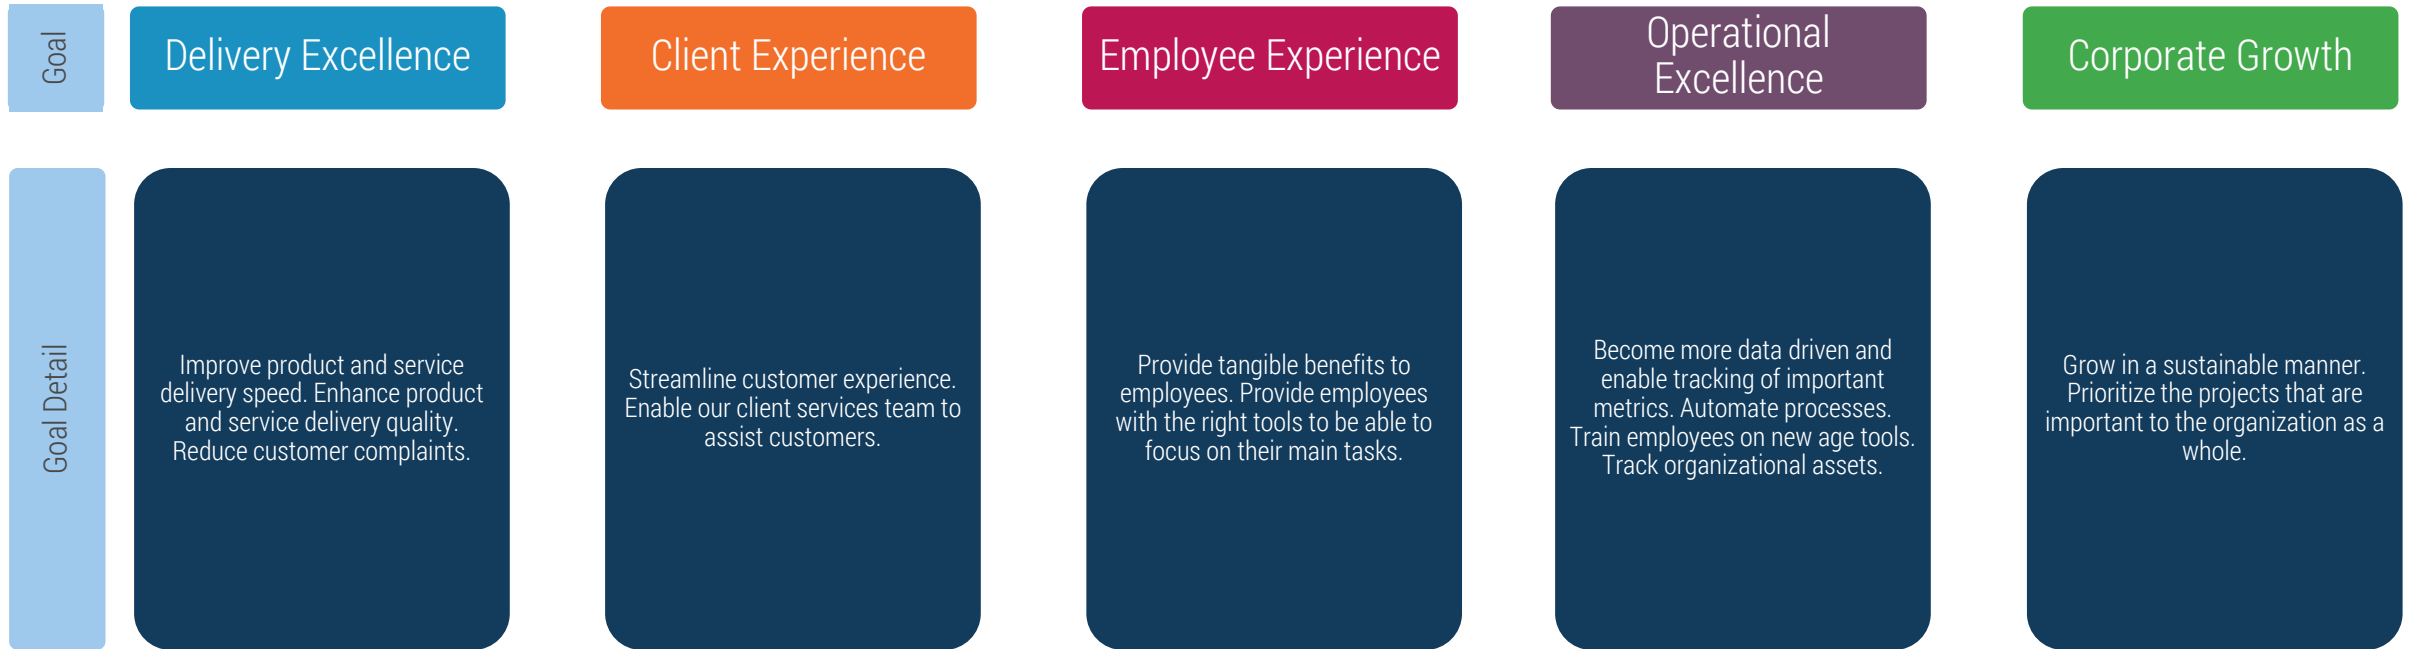 Goal
Delivery Excellence
Client Experience
Employee Experience
Operational
Excellence
Corporate Growth
Goal Detail
Improve product and service
delivery speed. Enhance product
and service delivery quality.
Reduce customer complaints.
Streamline customer experience.
Enable our client services team to
assist customers.
Provide tangible benefits to
employees. Provide employees
with the right tools to be able to
focus on their main tasks.
Become more data driven and
enable tracking of important
metrics. Automate processes.
Train employees on new age tools.
Track organizational assets.
Grow in a sustainable manner.
Prioritize the projects that are
important to the organization as a
whole.